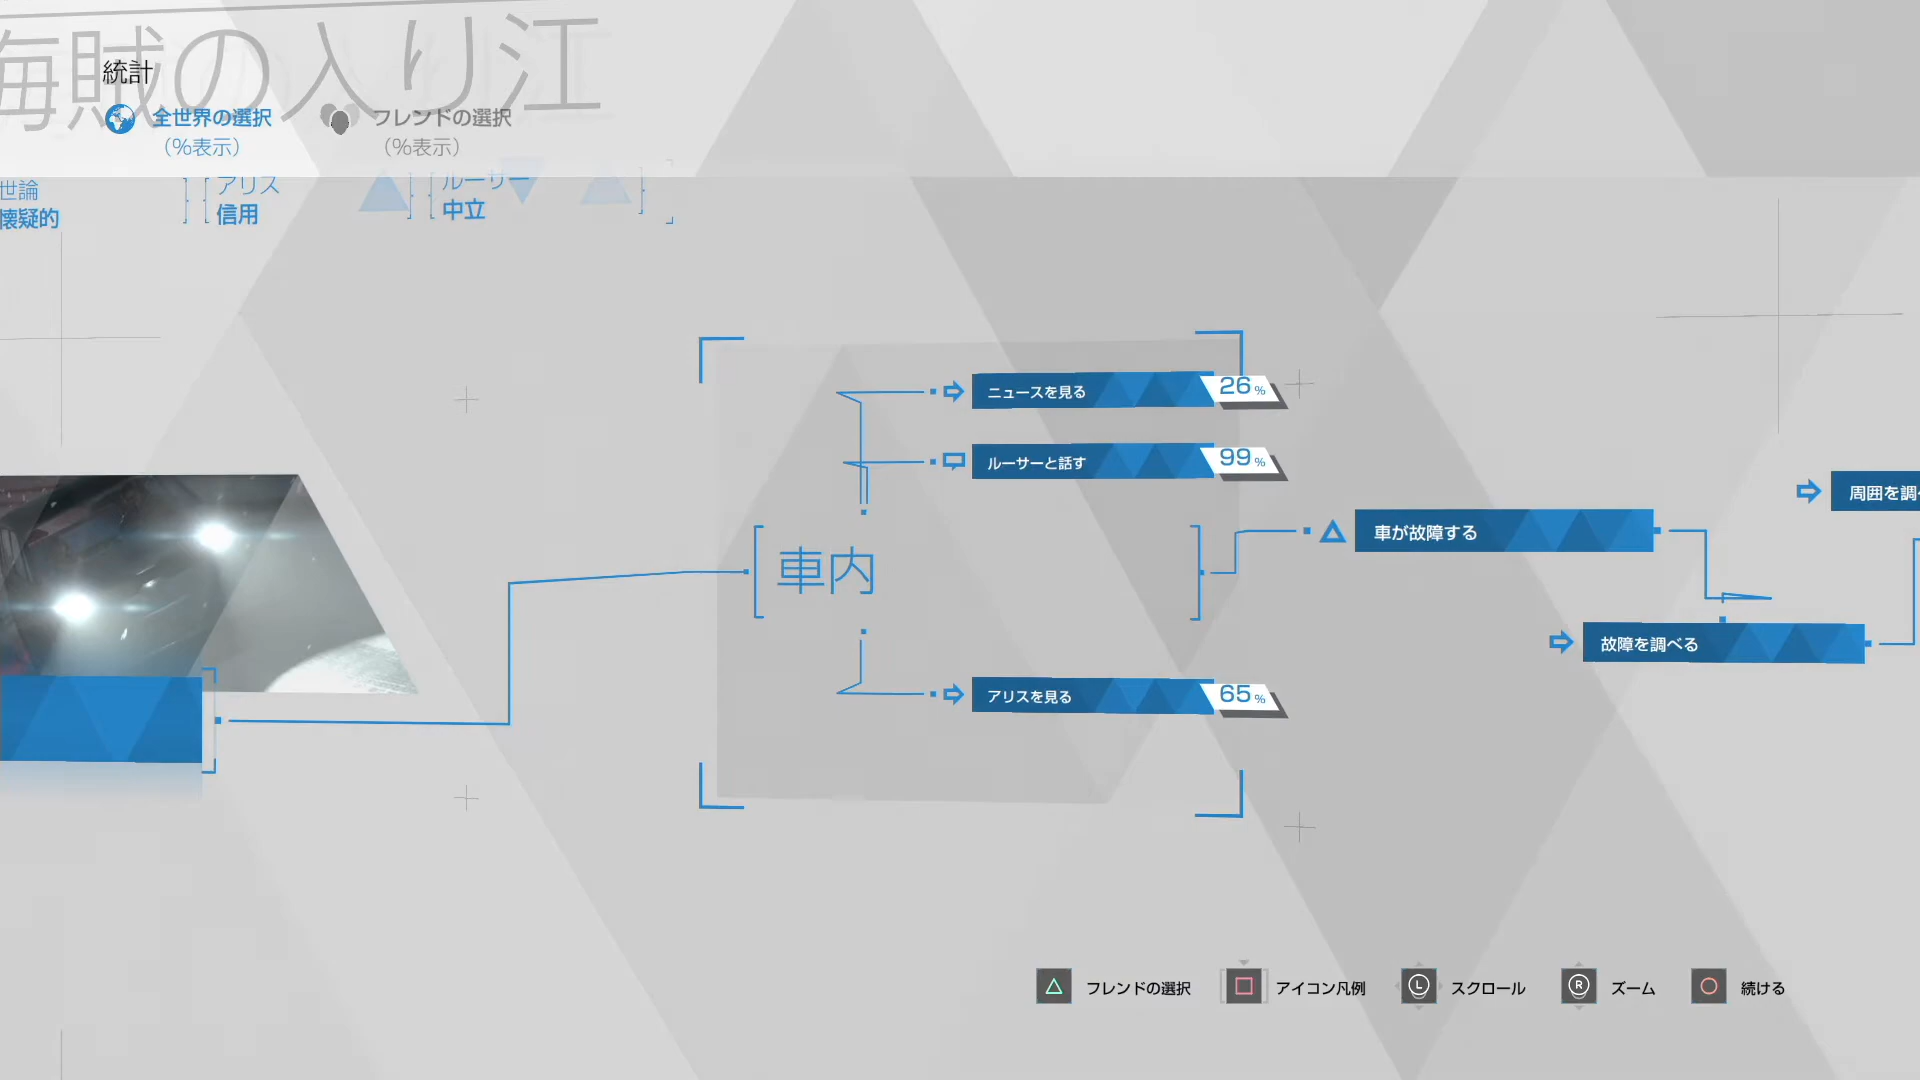 海賊の入り江
統計
全世界の選択
（％表示）
フレンドの選択
（％表示）
世論
懐疑的
アリス
信用
ルーサー
中立
ニュースを見る
26 %
ルーサーと話す
99 %
車内
アリスを見る
65 %
車が故障する
故障を調べる
周囲を調べ
フレンドの選択
アイコン凡例
L
スクロール
R
ズーム
続ける